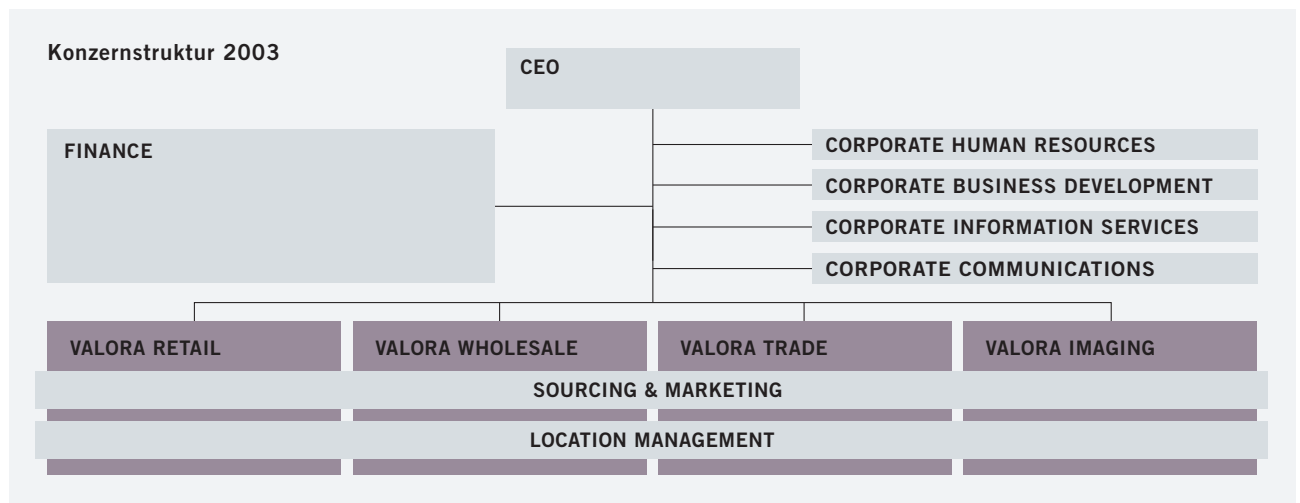 Konzernstruktur 2003
CEO
FINANCE
CORPORATE HUMAN RESOURCES
CORPORATE BUSINESS DEVELOPMENT
CORPORATE INFORMATION SERVICES
CORPORATE COMMUNICATIONS
VALORA RETAIL
VALORA WHOLESALE
VALORA TRADE
VALORA IMAGING
SOURCING & MARKETING
LOCATION MANAGEMENT